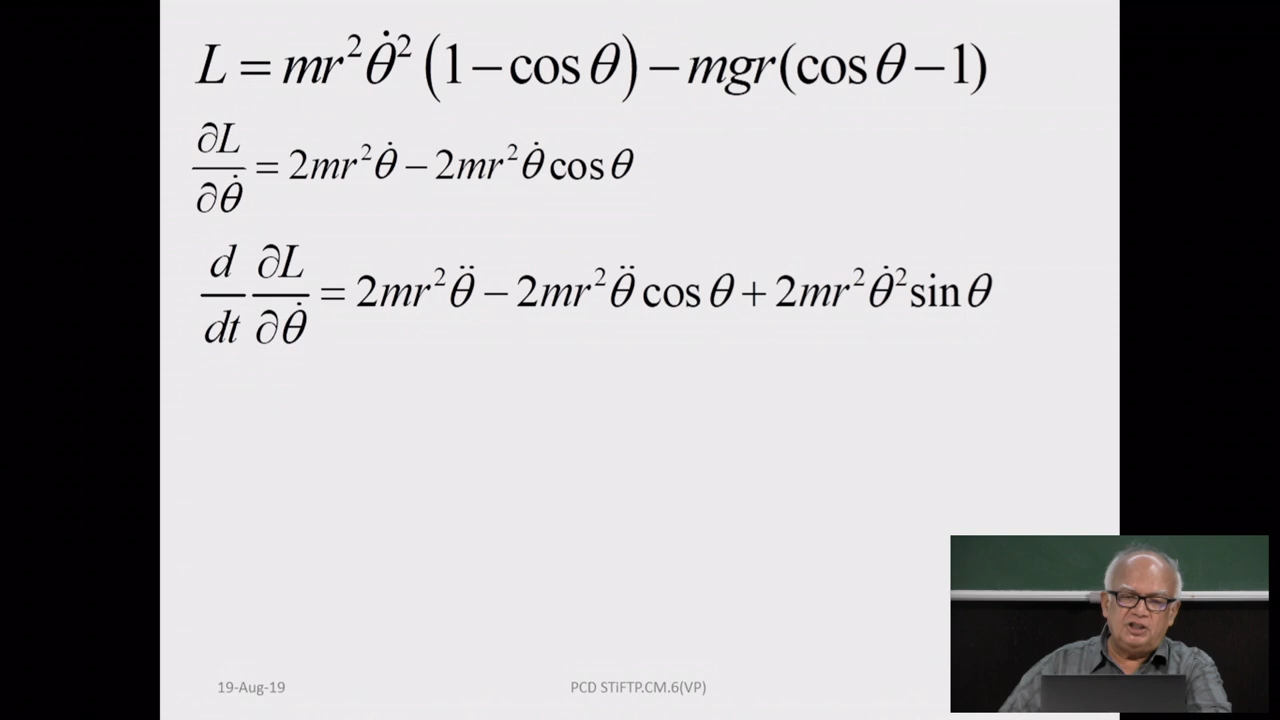 L = mr²θ̇²(1−cos θ) − mgr(cos θ −1)
∂L/∂θ̇ = 2mr²θ̇ − 2mr²θ̇ cos θ
d/dt ∂L/∂θ̇ = 2mr²θ̈ − 2mr²θ̈ cos θ + 2mr²θ̇² sin θ
19-Aug-19 PCD STiFTP.CM.6(VP)